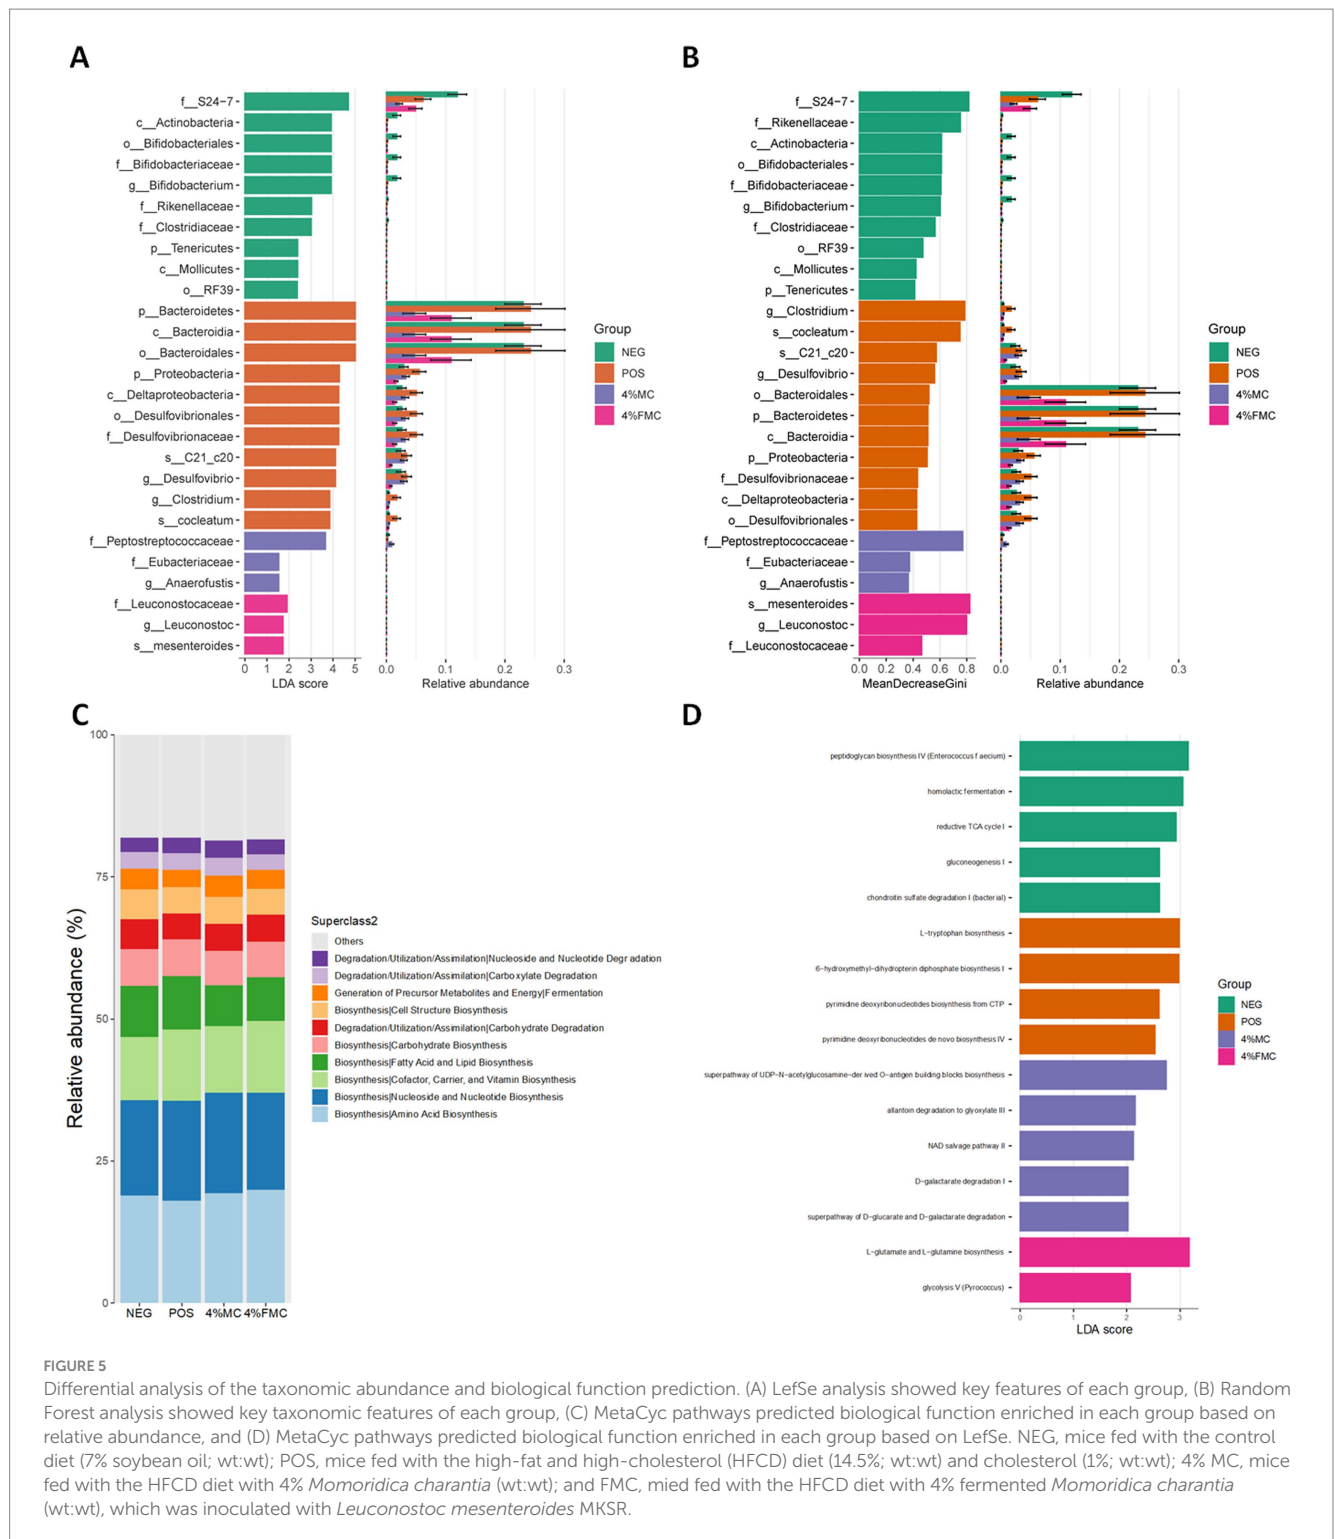 A
f__S24−7
c__Actinobacteria
o__Bifidobacteriales
f__Bifidobacteriaceae
g__Bifidobacterium
f__Rikenellaceae
f__Clostridiaceae
p__Tenericutes
c__Mollicutes
o__RF39
p__Bacteroidetes
c__Bacteroidia
o__Bacteroidales
p__Proteobacteria
c__Deltaproteobacteria
o__Desulfovibrionales
f__Desulfovibrionaceae
s__C21_c20
g__Desulfovibrio
g__Clostridium
s__cocleatum
f__Peptostreptococcaceae
f__Eubacteriaceae
g__Anaerofustis
f__Leuconostocaceae
g__Leuconostoc
s__mesenteroides
0 1 2 3 4 5
LDA score
0.0 0.1 0.2 0.3
Relative abundance
Group
NEG
POS
4%MC
4%FMC
B
f__S24−7
f__Rikenellaceae
c__Actinobacteria
o__Bifidobacteriales
f__Bifidobacteriaceae
g__Bifidobacterium
f__Clostridiaceae
o__RF39
c__Mollicutes
p__Tenericutes
g__Clostridium
s__cocleatum
s__C21_c20
g__Desulfovibrio
o__Bacteroidales
p__Bacteroidetes
c__Bacteroidia
p__Proteobacteria
f__Desulfovibrionaceae
c__Deltaproteobacteria
o__Desulfovibrionales
f__Peptostreptococcaceae
f__Eubacteriaceae
g__Anaerofustis
s__mesenteroides
g__Leuconostoc
f__Leuconostocaceae
0.0 0.2 0.4 0.6 0.8
MeanDecreaseGini
0.0 0.1 0.2 0.3
Relative abundance
Group
NEG
POS
4%MC
4%FMC
C
Relative abundance (%)
100
75
50
25
0
NEG POS 4%MC 4%FMC
Superclass2
Others
Degradation/Utilization/Assimilation|Nucleoside and Nucleotide Degradation
Degradation/Utilization/Assimilation|Carboxylate Degradation
Generation of Precursor Metabolites and Energy|Fermentation
Biosynthesis|Cell Structure Biosynthesis
Degradation/Utilization/Assimilation|Carbohydrate Degradation
Biosynthesis|Carbohydrate Biosynthesis
Biosynthesis|Fatty Acid and Lipid Biosynthesis
Biosynthesis|Cofactor, Carrier, and Vitamin Biosynthesis
Biosynthesis|Nucleoside and Nucleotide Biosynthesis
Biosynthesis|Amino Acid Biosynthesis
D
peptidoglycan biosynthesis IV (Enterococcus f aecium)
homolactic fermentation
reductive TCA cycle I
gluconeogenesis I
chondroitin sulfate degradation I (bacterial)
L−tryptophan biosynthesis
6−hydroxymethyl−dihydropterin diphosphate biosynthesis I
pyrimidine deoxyribonucleotides biosynthesis from CTP
pyrimidine deoxyribonucleotides de novo biosynthesis IV
superpathway of UDP−N−acetylglucosamine−der ived O−antigen building blocks biosynthesis
allantoin degradation to glyoxylate III
NAD salvage pathway II
D−galactarate degradation I
superpathway of D−glucarate and D−galactarate degradation
L−glutamate and L−glutamine biosynthesis
glycolysis V (Pyrococcus)
0 1 2 3
LDA score
Group
NEG
POS
4%MC
4%FMC
FIGURE 5
Differential analysis of the taxonomic abundance and biological function prediction. (A) LefSe analysis showed key features of each group, (B) Random
Forest analysis showed key taxonomic features of each group, (C) MetaCyc pathways predicted biological function enriched in each group based on
relative abundance, and (D) MetaCyc pathways predicted biological function enriched in each group based on LefSe. NEG, mice fed with the control
diet (7% soybean oil; wt:wt); POS, mice fed with the high-fat and high-cholesterol (HFCD) diet (14.5%; wt:wt) and cholesterol (1%; wt:wt); 4% MC, mice
fed with the HFCD diet with 4% Momoridica charantia (wt:wt); and FMC, mied fed with the HFCD diet with 4% fermented Momoridica charantia
(wt:wt), which was inoculated with Leuconostoc mesenteroides MKSR.